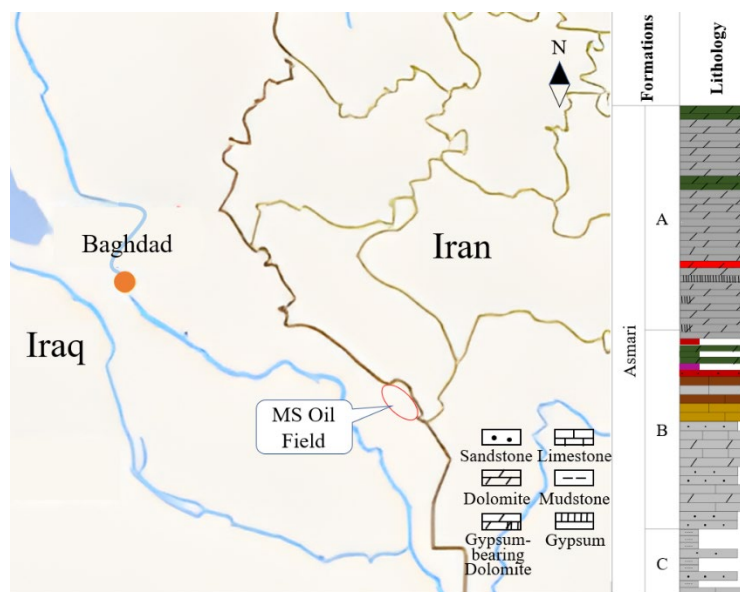 N
Baghdad
Iran
Iraq
MS Oil
Field
Sandstone
Limestone
Dolomite
Mudstone
Gypsum-
bearing
Dolomite
Gypsum
Formations
Lithology
Asmari
A
B
C